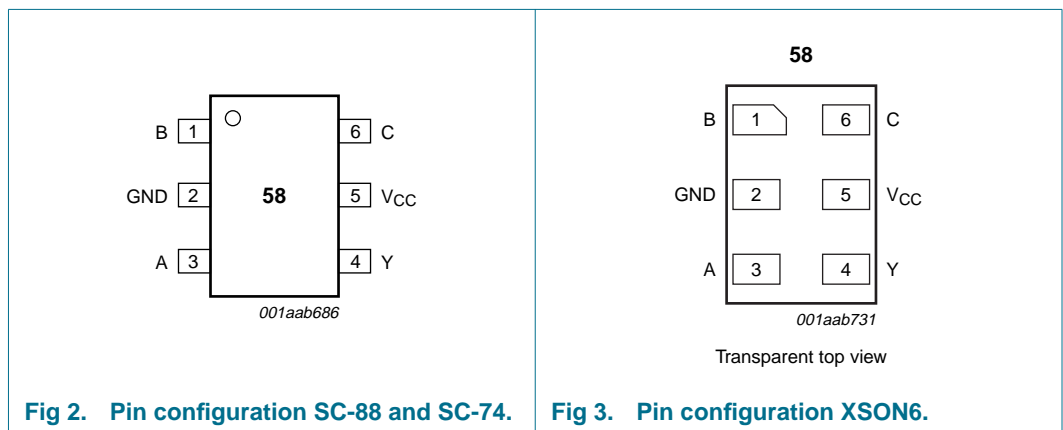 B 1 6 C
GND 2 58 5 VCC
A 3 4 Y
001aab686
Fig 2. Pin configuration SC-88 and SC-74.
58
B 1 6 C
GND 2 5 VCC
A 3 4 Y
001aab731
Transparent top view
Fig 3. Pin configuration XSON6.